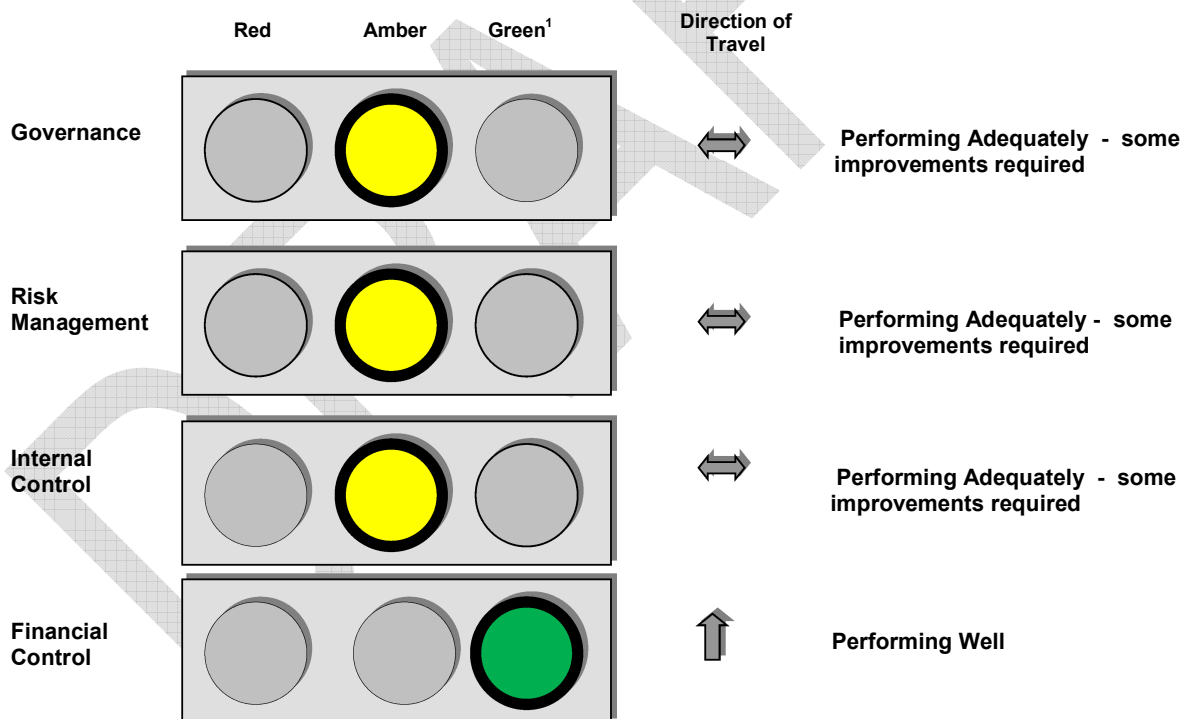 Red Amber Green¹ Direction of
Travel
Governance
Performing Adequately - some
improvements required
Risk
Management
Performing Adequately - some
improvements required
Internal
Control
Performing Adequately - some
improvements required
Financial
Control
Performing Well